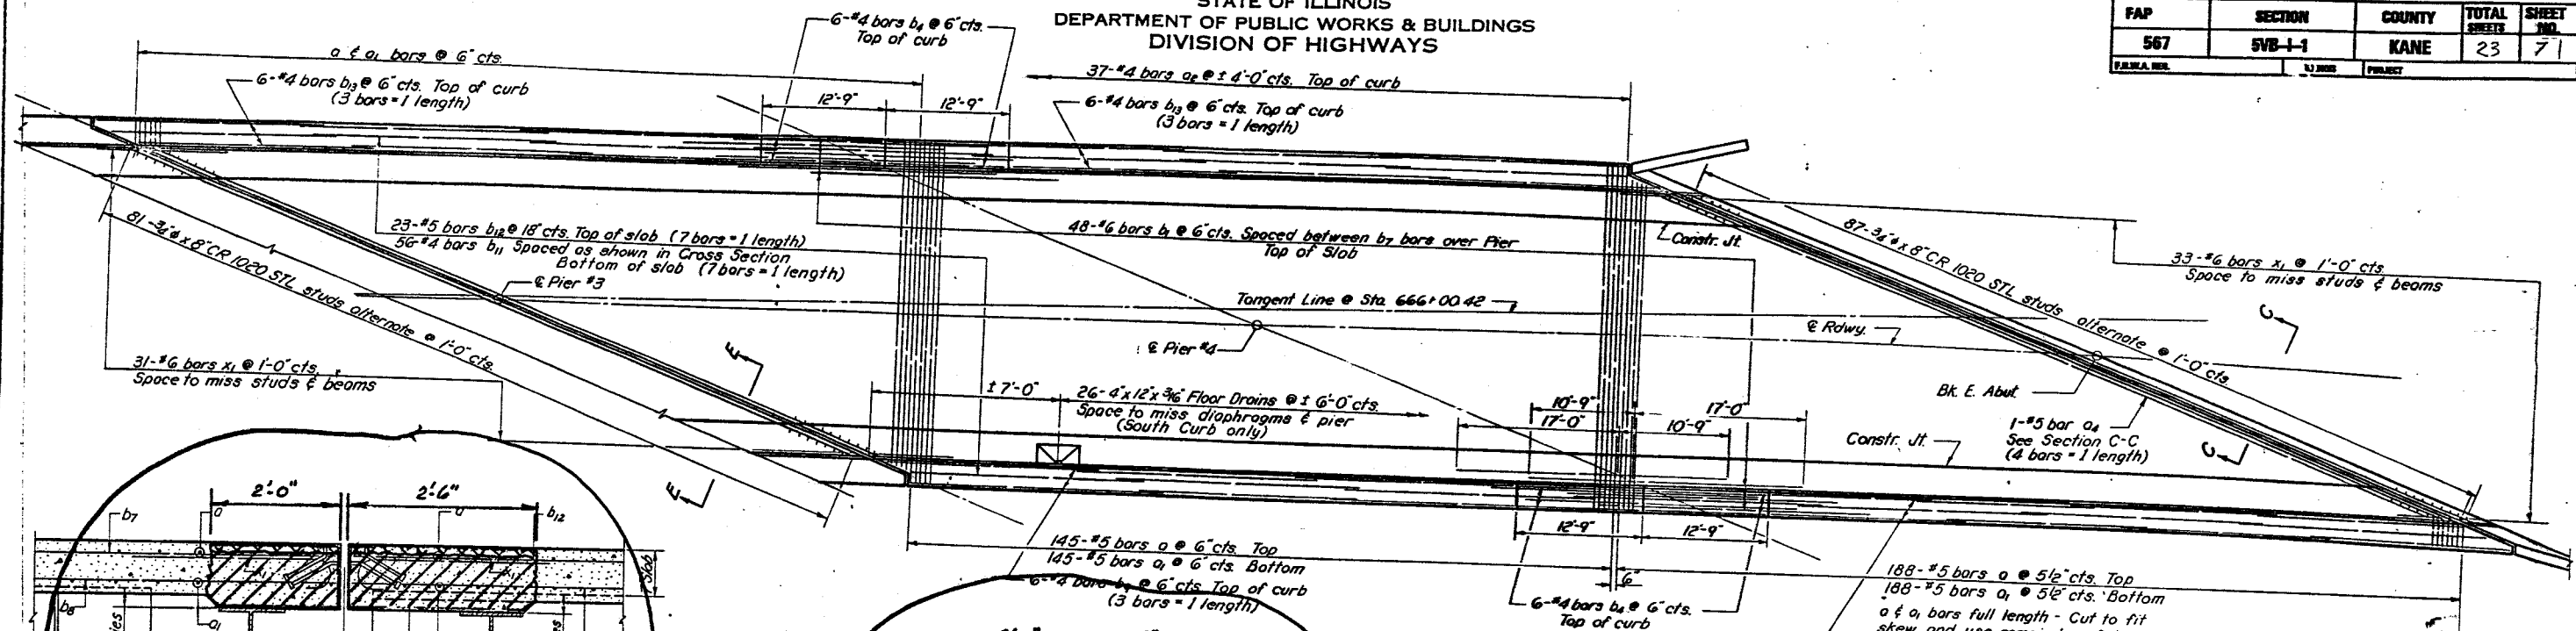 STATE OF ILLINOIS
DEPARTMENT OF PUBLIC WORKS & BUILDINGS
DIVISION OF HIGHWAYS
FAP SECTION COUNTY TOTAL SHEETS SHEET NO.
567 5VB-I-1 KANE 23 7
PROJECT
a & a₁ bars @ 6" cts.
6-#4 bars b₁₃ @ 6" cts. Top of curb
(3 bars = 1 length)
6-#4 bars b₄ @ 6" cts.
Top of curb
12'-9"
12'-9"
37-#4 bars a₂ @ ± 4'-0" cts. Top of curb
6-#4 bars b₁₃ @ 6" cts. Top of curb
(3 bars = 1 length)
81-¾"φ x 8" CR 1020 STL studs alternate @ 1'-0" cts.
23-#5 bars b₁₂ @ 18" cts. Top of slab (7 bars = 1 length)
56-#4 bars b₁₁ Spaced as shown in Cross Section
Bottom of slab (7 bars = 1 length)
℄ Pier #3
48-#6 bars b₁ @ 6" cts. Spaced between b₇ bars over Pier
Top of Slab
Constr. Jt.
87-¾"φ x 8" CR 1020 STL studs alternate @ 1'-0" cts.
33-#6 bars x₁ @ 1'-0" cts.
Space to miss studs & beams
Tangent Line @ Sta. 666+00.42
℄ Rdwy.
℄ Pier #4
C
31-#6 bars x₁ @ 1'-0" cts.
Space to miss studs & beams
E
± 7'-0"
26-4"x12"x3/16" Floor Drains @ ± 6'-0" cts.
Space to miss diaphragms & pier
(South Curb only)
10'-9"
17'-0"
17'-0"
10'-9"
Bk. E. Abut.
1-#5 bar a₄
See Section C-C
(4 bars = 1 length)
Constr. Jt.
C
E
2'-0"
2'-6"
b₇
a
a
b₁₂
Slab
b₈
a₁
12'-9"
12'-9"
145-#5 bars a @ 6" cts. Top
145-#5 bars a₁ @ 6" cts. Bottom
6-#4 bars @ 6" cts. Top of curb
(3 bars = 1 length)
6"
6-#4 bars b₄ @ 6" cts.
Top of curb
188-#5 bars a @ 5½" cts. Top
188-#5 bars a₁ @ 5½" cts. Bottom
a & a₁ bars full length - Cut to fit